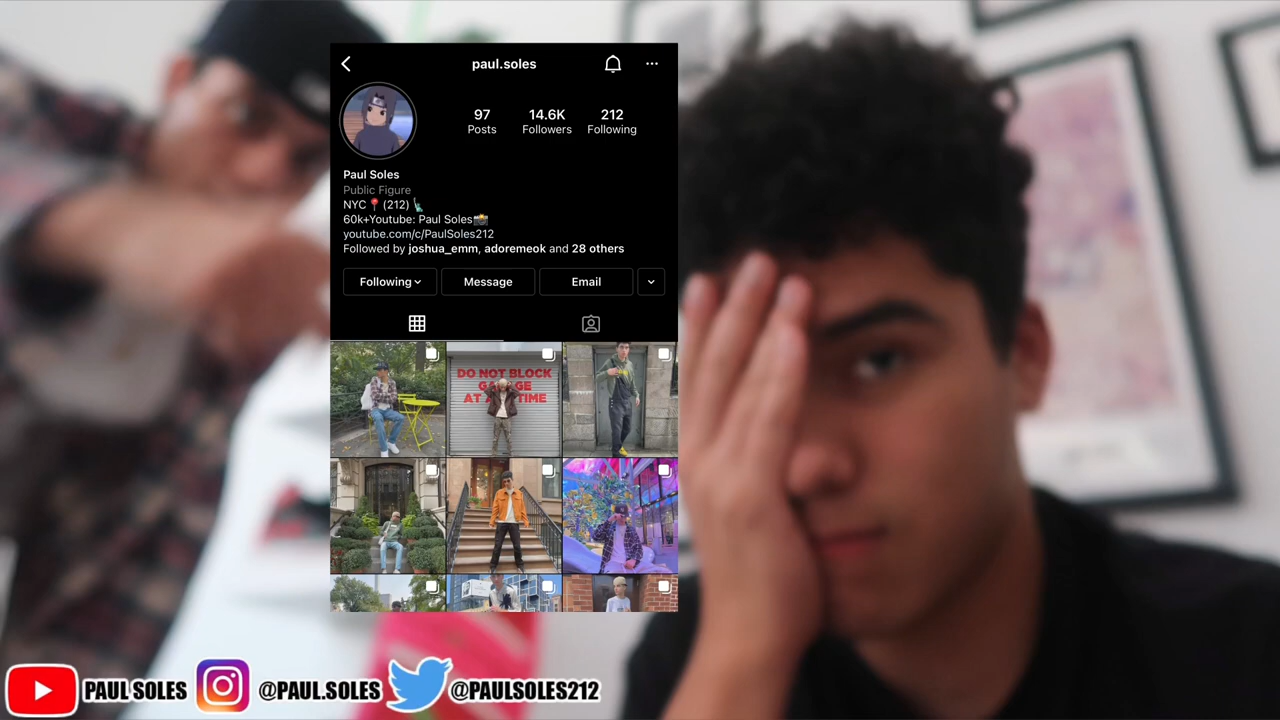 paul.soles
97 14.6K 212
Posts Followers Following
Paul Soles
Public Figure
NYC📍(212)🗽
60k+Youtube: Paul Soles📸
youtube.com/c/PaulSoles212
Followed by joshua_emm, adoremeok and 28 others
Following Message Email
DO NOT BLOCK
AT TIME
PAUL SOLES @PAUL.SOLES @PAULSOLES212